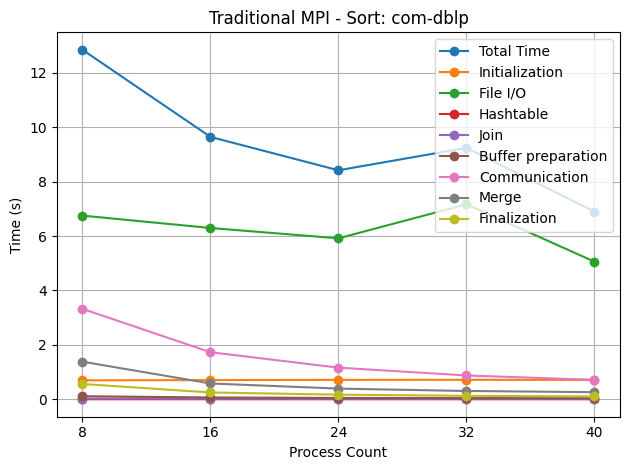 Traditional MPI - Sort: com-dblp
Total Time
Initialization
File I/O
Hashtable
Join
Buffer preparation
Communication
Merge
Finalization
Time (s)
12
10
8
6
4
2
0
8 16 24 32 40
Process Count